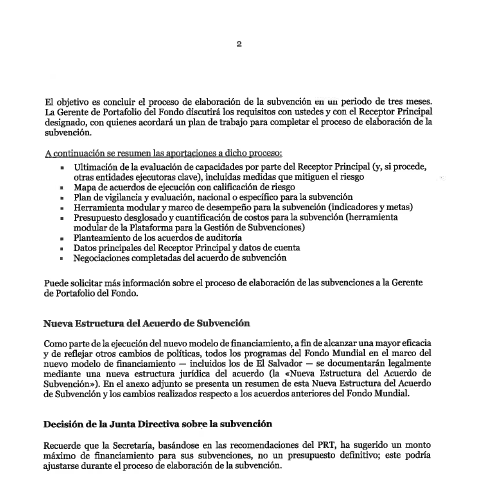 2
El objetivo es concluir el proceso de elaboración de la subvención en un periodo de tres meses.
La Gerente de Portafolio del Fondo discutirá los requisitos con ustedes y con el Receptor Principal
designado, con quienes acordará un plan de trabajo para completar el proceso de elaboración de la
subvención.
A continuación se resumen las aportaciones a dicho proceso:
▪ Ultimación de la evaluación de capacidades por parte del Receptor Principal (y, si procede,
otras entidades ejecutoras clave), incluidas medidas que mitiguen el riesgo
▪ Mapa de acuerdos de ejecución con calificación de riesgo
▪ Plan de vigilancia y evaluación, nacional o específico para la subvención
▪ Herramienta modular y marco de desempeño para la subvención (indicadores y metas)
▪ Presupuesto desglosado y cuantificación de costos para la subvención (herramienta
modular de la Plataforma para la Gestión de Subvenciones)
▪ Planteamiento de los acuerdos de auditoría
▪ Datos principales del Receptor Principal y datos de cuenta
▪ Negociaciones completadas del acuerdo de subvención
Puede solicitar más información sobre el proceso de elaboración de las subvenciones a la Gerente
de Portafolio del Fondo.
Nueva Estructura del Acuerdo de Subvención
Como parte de la ejecución del nuevo modelo de financiamiento, a fin de alcanzar una mayor eficacia
y de reflejar otros cambios de políticas, todos los programas del Fondo Mundial en el marco del
nuevo modelo de financiamiento — incluidos los de El Salvador — se documentarán legalmente
mediante una nueva estructura jurídica del acuerdo (la «Nueva Estructura del Acuerdo de
Subvención»). En el anexo adjunto se presenta un resumen de esta Nueva Estructura del Acuerdo
de Subvención y los cambios realizados respecto a los acuerdos anteriores del Fondo Mundial.
Decisión de la Junta Directiva sobre la subvención
Recuerde que la Secretaría, basándose en las recomendaciones del PRT, ha sugerido un monto
máximo de financiamiento para sus subvenciones, no un presupuesto definitivo; este podría
ajustarse durante el proceso de elaboración de la subvención.